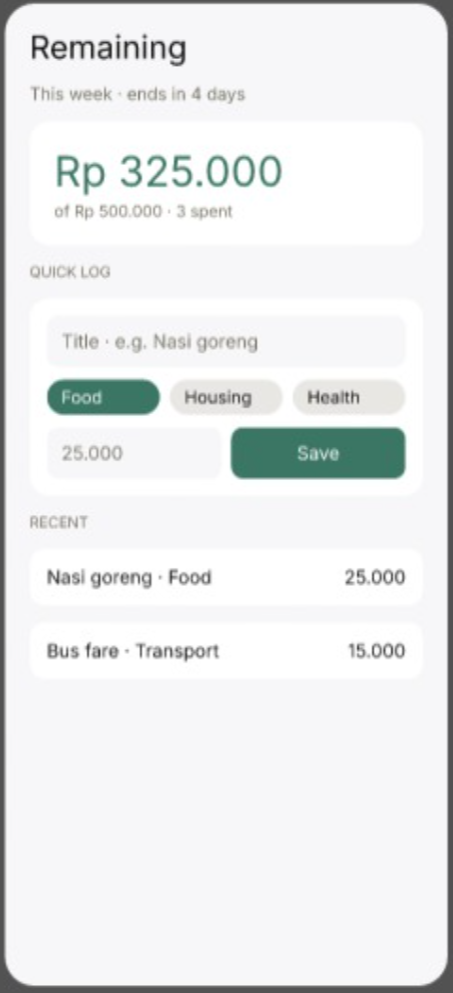 Remaining
This week · ends in 4 days
Rp 325.000
of Rp 500.000 · 3 spent
QUICK LOG
Title · e.g. Nasi goreng
Food Housing Health
25.000 Save
RECENT
Nasi goreng · Food 25.000
Bus fare · Transport 15.000